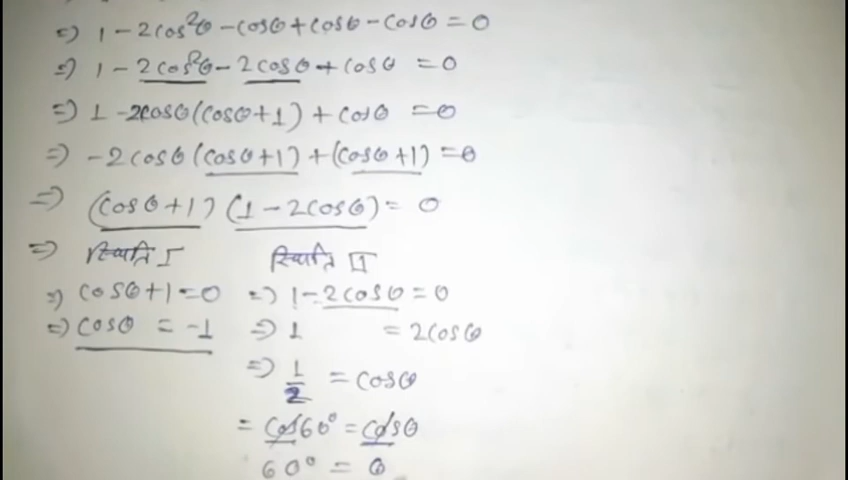 ⇒ 1 - 2cos²θ - cosθ + cosθ - cosθ = 0
⇒ 1 - 2cos²θ - 2cosθ + cosθ = 0
⇒ 1 - 2cosθ(cosθ+1) + cosθ = 0
⇒ -2cosθ(cosθ+1) + (cosθ+1) = 0
⇒ (cosθ+1) (1 - 2cosθ) = 0
⇒ स्थिति I स्थिति II
⇒ cosθ+1 = 0 ⇒ 1 - 2cosθ = 0
⇒ cosθ = -1 ⇒ 1 = 2cosθ
⇒ 1/2 = cosθ
= cos60° = cosθ
60° = θ